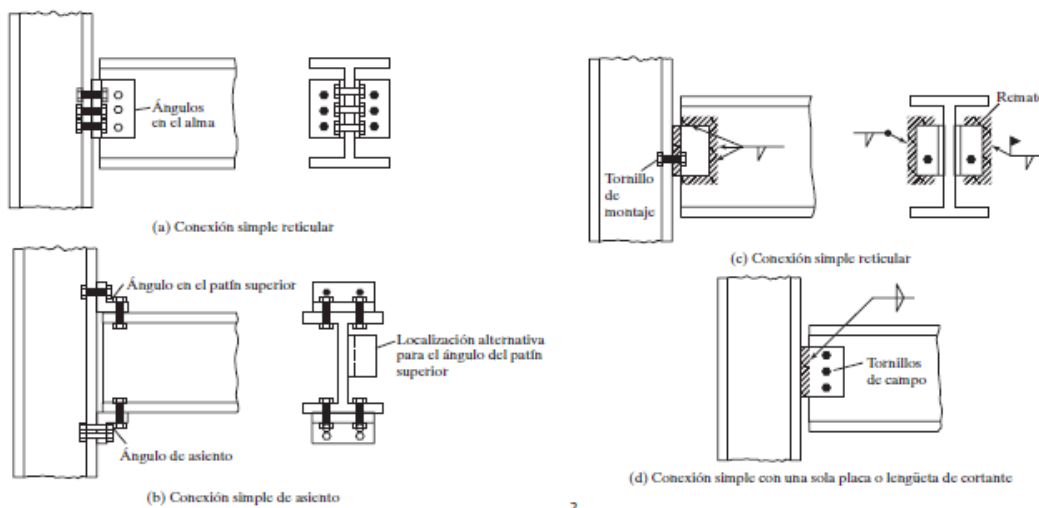 Ángulos
en el alma
(a) Conexión simple reticular
Ángulo en el patín superior
Localización alternativa
para el ángulo del patín
superior
Ángulo de asiento
(b) Conexión simple de asiento
Tornillo
de
montaje
Remate
(c) Conexión simple reticular
Tornillos
de campo
(d) Conexión simple con una sola placa o lengüeta de cortante